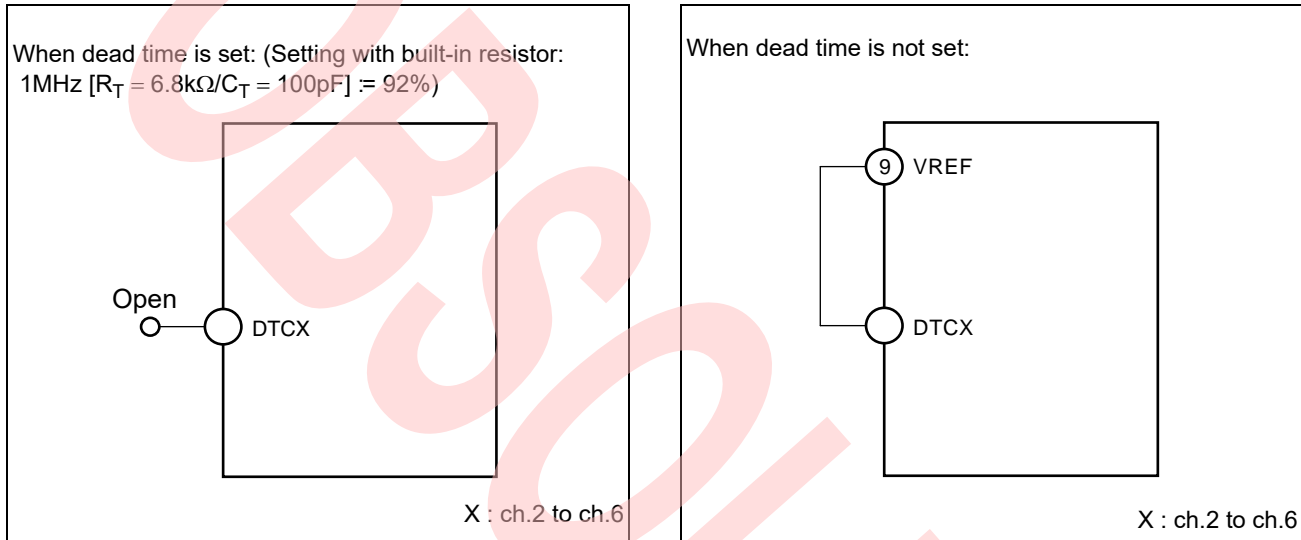 When dead time is set: (Setting with built-in resistor:
1MHz [RT = 6.8kΩ/CT = 100pF] := 92%)
Open
DTCX
X : ch.2 to ch.6
When dead time is not set:
9 VREF
DTCX
X : ch.2 to ch.6